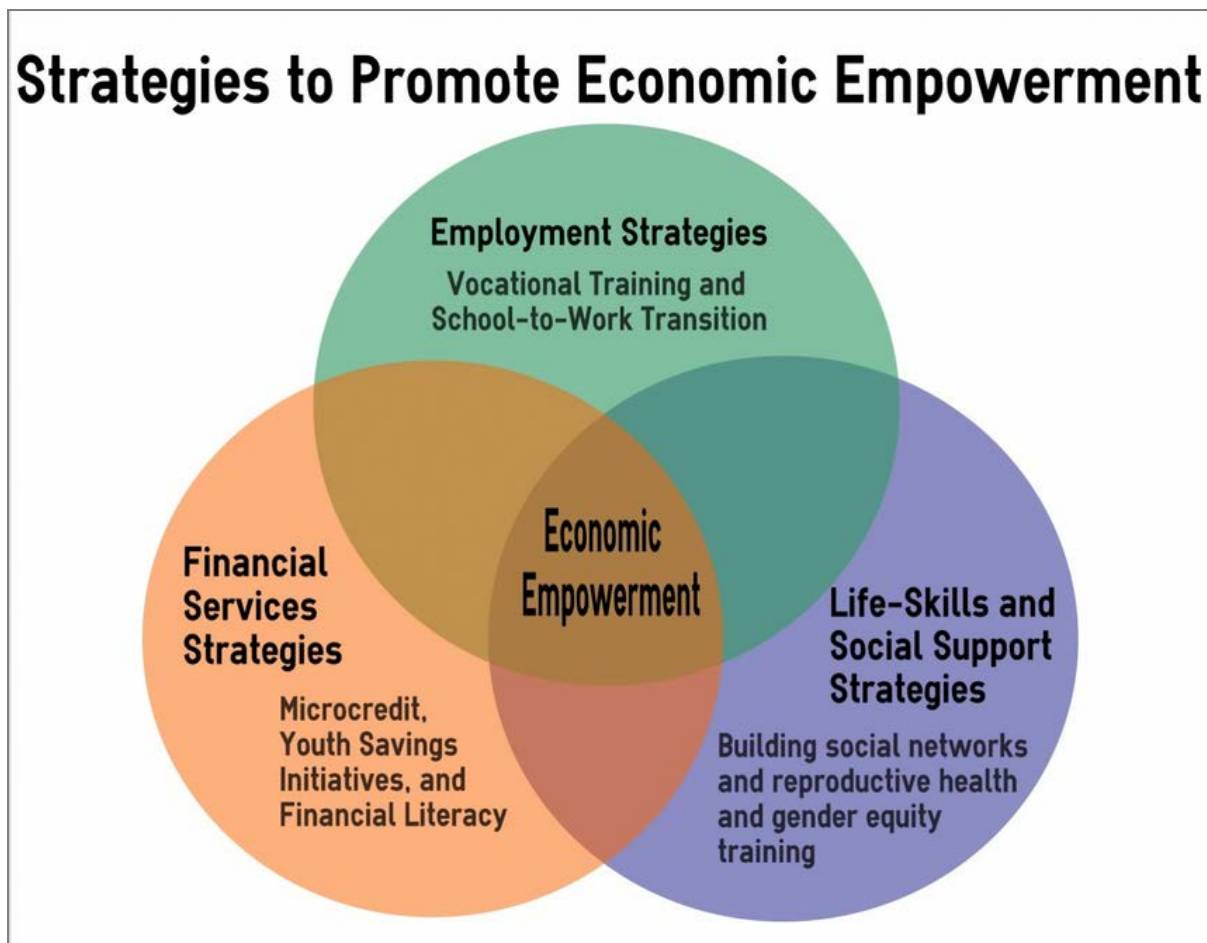 Strategies to Promote Economic Empowerment
Employment Strategies
Vocational Training and
School-to-Work Transition
Economic
Empowerment
Financial
Services
Strategies
Microcredit,
Youth Savings
Initiatives, and
Financial Literacy
Life-Skills and
Social Support
Strategies
Building social networks
and reproductive health
and gender equity
training